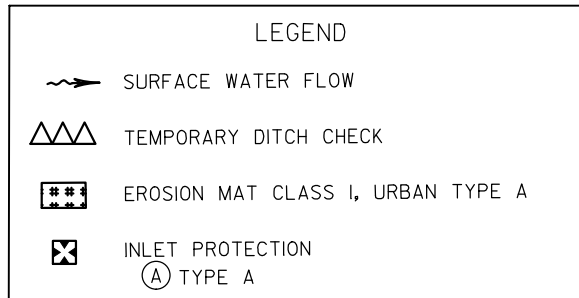 LEGEND
SURFACE WATER FLOW
TEMPORARY DITCH CHECK
EROSION MAT CLASS I, URBAN TYPE A
INLET PROTECTION
A TYPE A